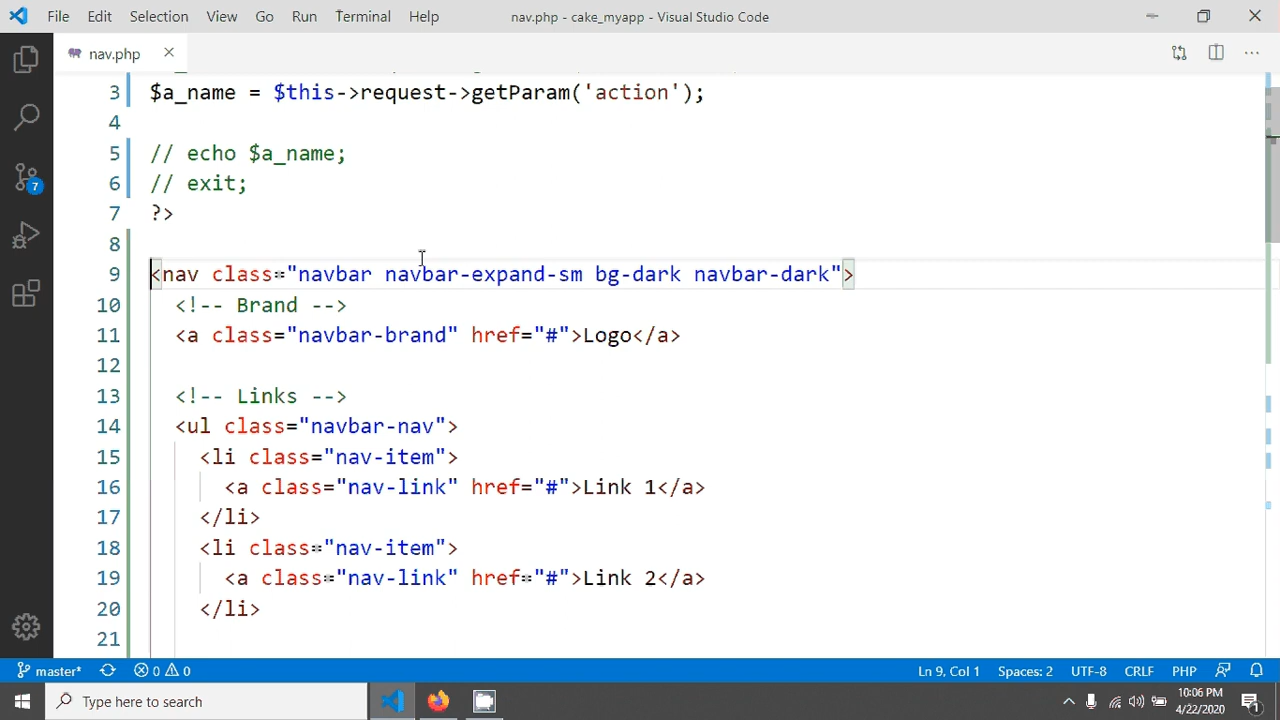 File Edit Selection View Go Run Terminal Help nav.php - cake_myapp - Visual Studio Code
nav.php
3 $a_name = $this->request->getParam('action');
4
5 // echo $a_name;
6 // exit;
7 ?>
8
9 <nav class="navbar navbar-expand-sm bg-dark navbar-dark">
10 <!-- Brand -->
11 <a class="navbar-brand" href="#">Logo</a>
12
13 <!-- Links -->
14 <ul class="navbar-nav">
15 <li class="nav-item">
16 <a class="nav-link" href="#">Link 1</a>
17 </li>
18 <li class="nav-item">
19 <a class="nav-link" href="#">Link 2</a>
20 </li>
21
7
master* 0 0 Ln 9, Col 1 Spaces: 2 UTF-8 CRLF PHP
Type here to search
10:06 PM
4/22/2020
1